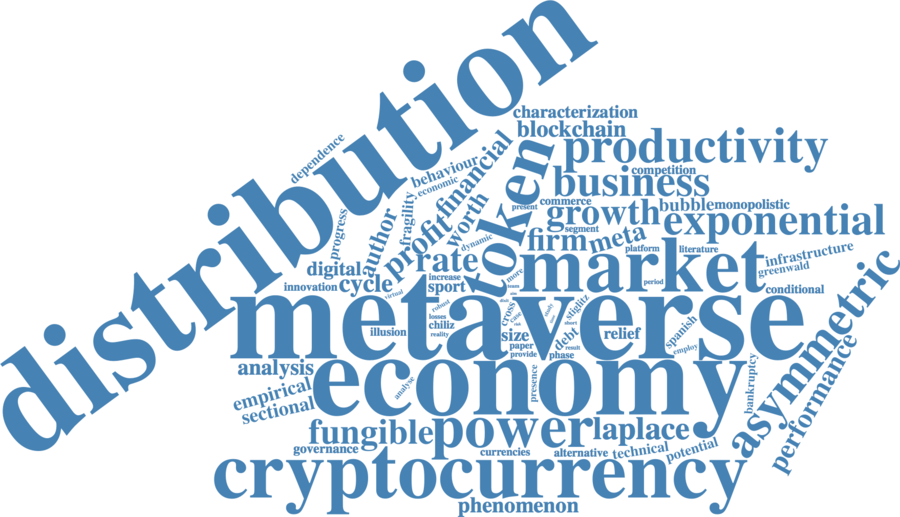 distribution
characterization
blockchain
dependence
productivity
behaviour
economic
financial
token
competition
business
fragility
worth
present
commerce
growth
bubble
monopolistic
progress
author
profit
dynamic
segment
exponential
firm
meta
platform
literature
digital
rate
market
infrastructure
greenwald
innovation
cycle
increase
sport
more
period
conditional
virtual
metaverse
robust
cross
study
stiglitz
losses
chiliz
reality
illusion
case
size
debt
short
relief
spanish
employ
paper
result
provide
phase
asymmetric
performance
analysis
economy
analyse
presence
bankruptcy
empirical
sectional
fungible
power
laplace
governance
currencies
alternative
technical
potential
cryptocurrency
phenomenon